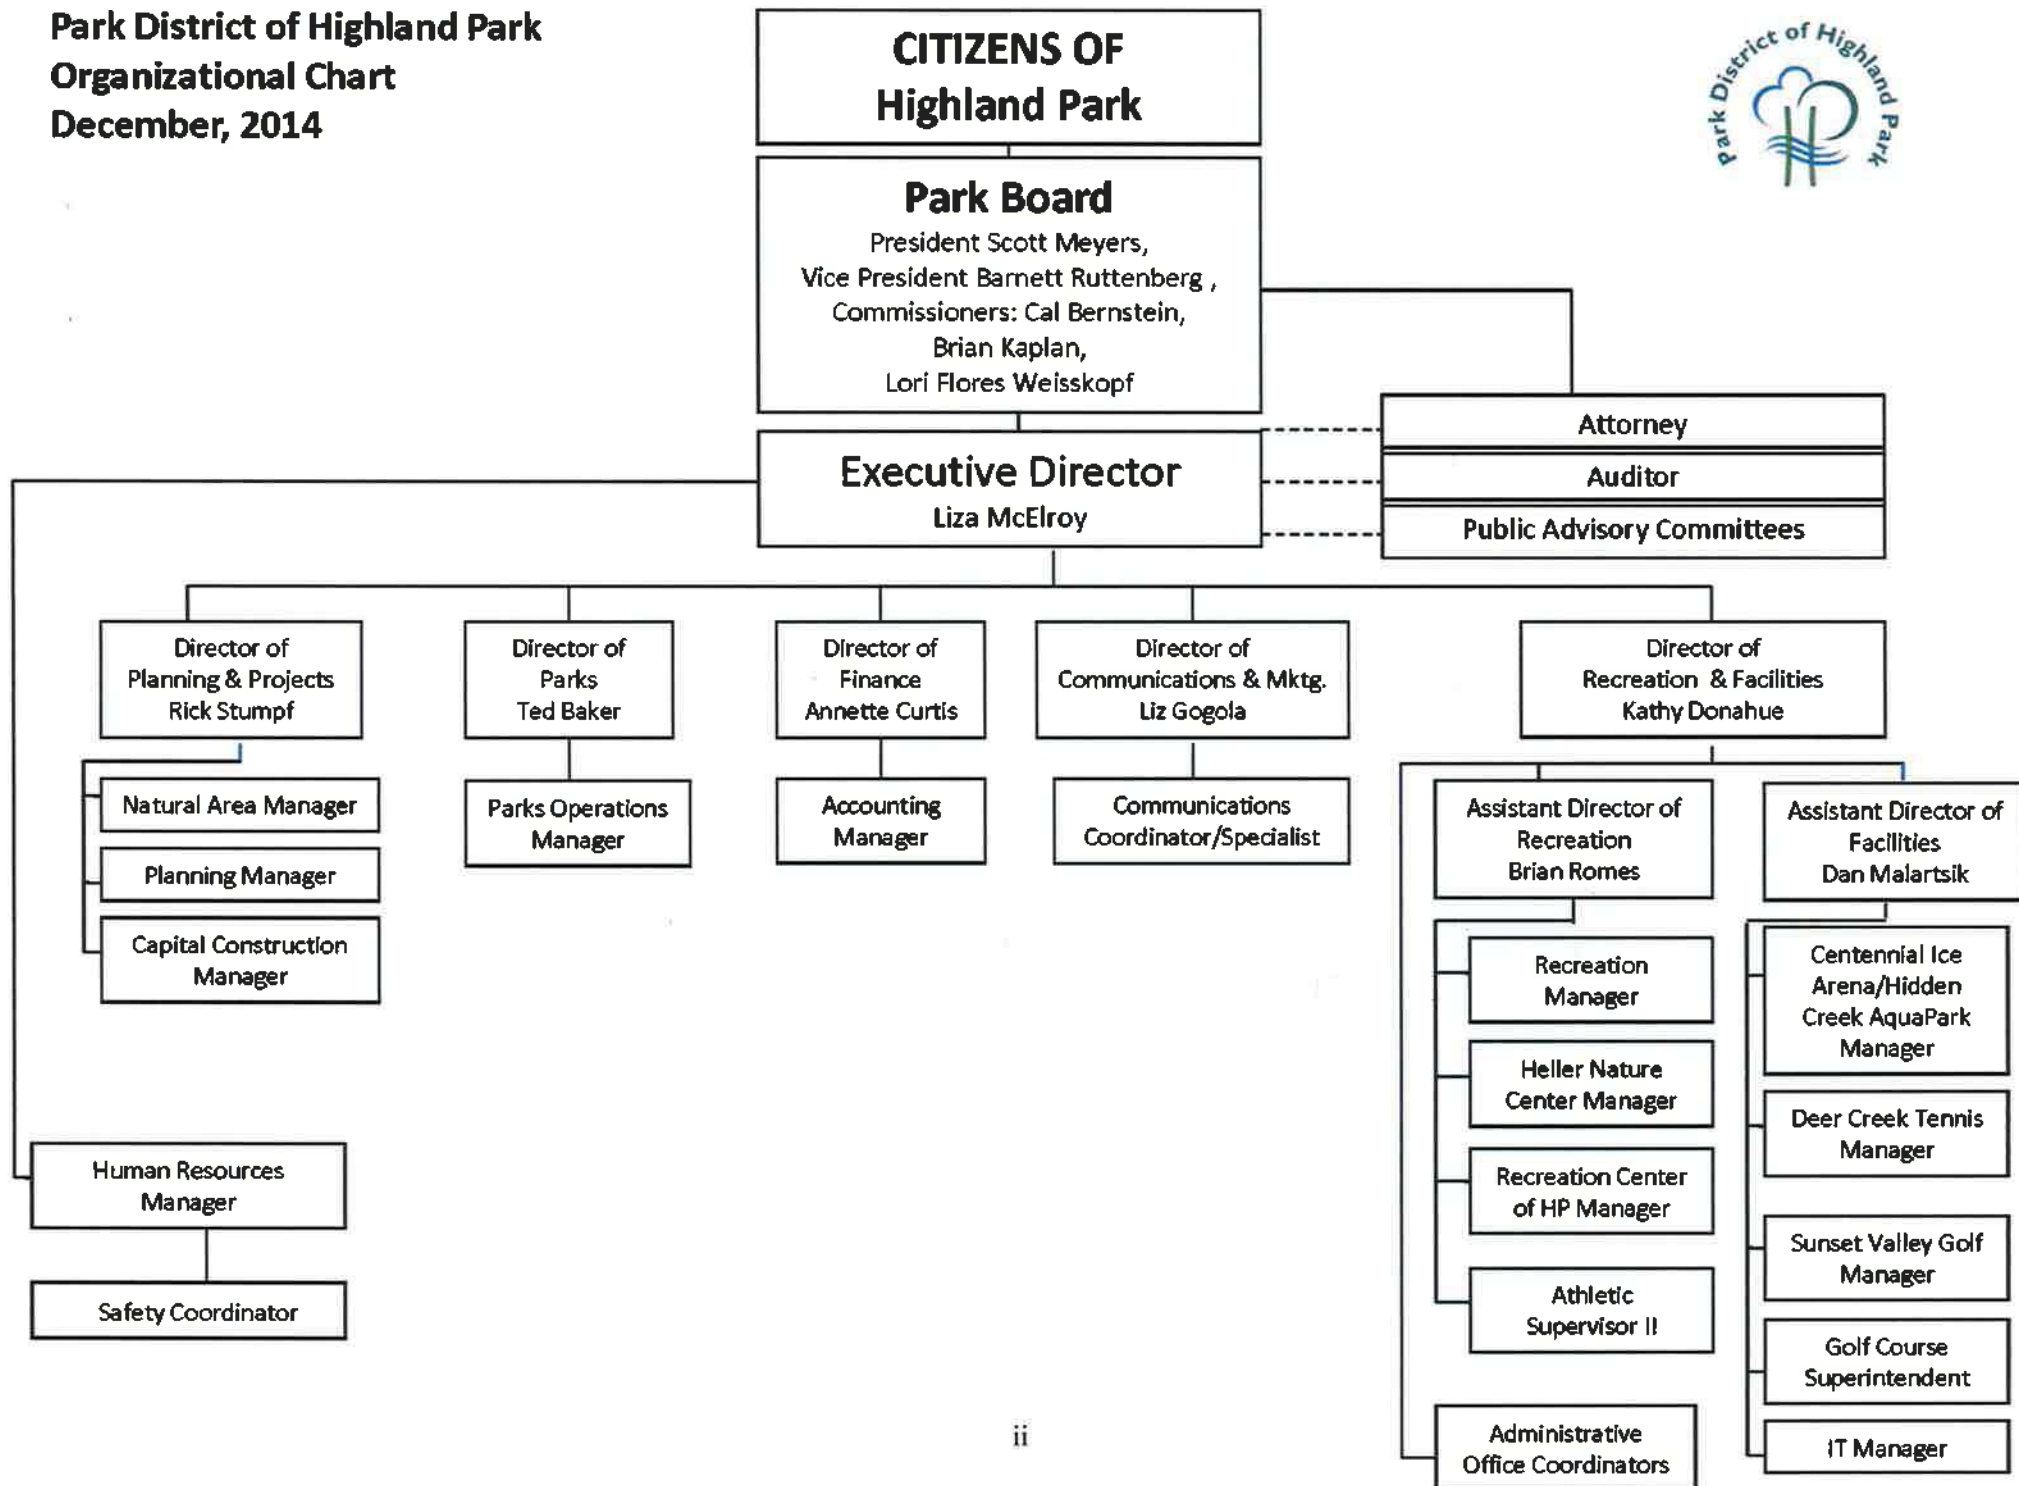 Park District of Highland Park
Organizational Chart
December, 2014
CITIZENS OF
Highland Park
Park District of Highland Park
Park Board
President Scott Meyers,
Vice President Barnett Ruttenberg ,
Commissioners: Cal Bernstein,
Brian Kaplan,
Lori Flores Weisskopf
Attorney
Auditor
Public Advisory Committees
Executive Director
Liza McElroy
Director of
Planning & Projects
Rick Stumpf
Director of
Parks
Ted Baker
Director of
Finance
Annette Curtis
Director of
Communications & Mktg.
Liz Gogola
Director of
Recreation & Facilities
Kathy Donahue
Natural Area Manager
Planning Manager
Capital Construction
Manager
Parks Operations
Manager
Accounting
Manager
Communications
Coordinator/Specialist
Assistant Director of
Recreation
Brian Romes
Assistant Director of
Facilities
Dan Malartsik
Recreation
Manager
Heller Nature
Center Manager
Recreation Center
of HP Manager
Athletic
Supervisor II
Centennial Ice
Arena/Hidden
Creek AquaPark
Manager
Deer Creek Tennis
Manager
Sunset Valley Golf
Manager
Golf Course
Superintendent
IT Manager
Human Resources
Manager
Safety Coordinator
Administrative
Office Coordinators
ii